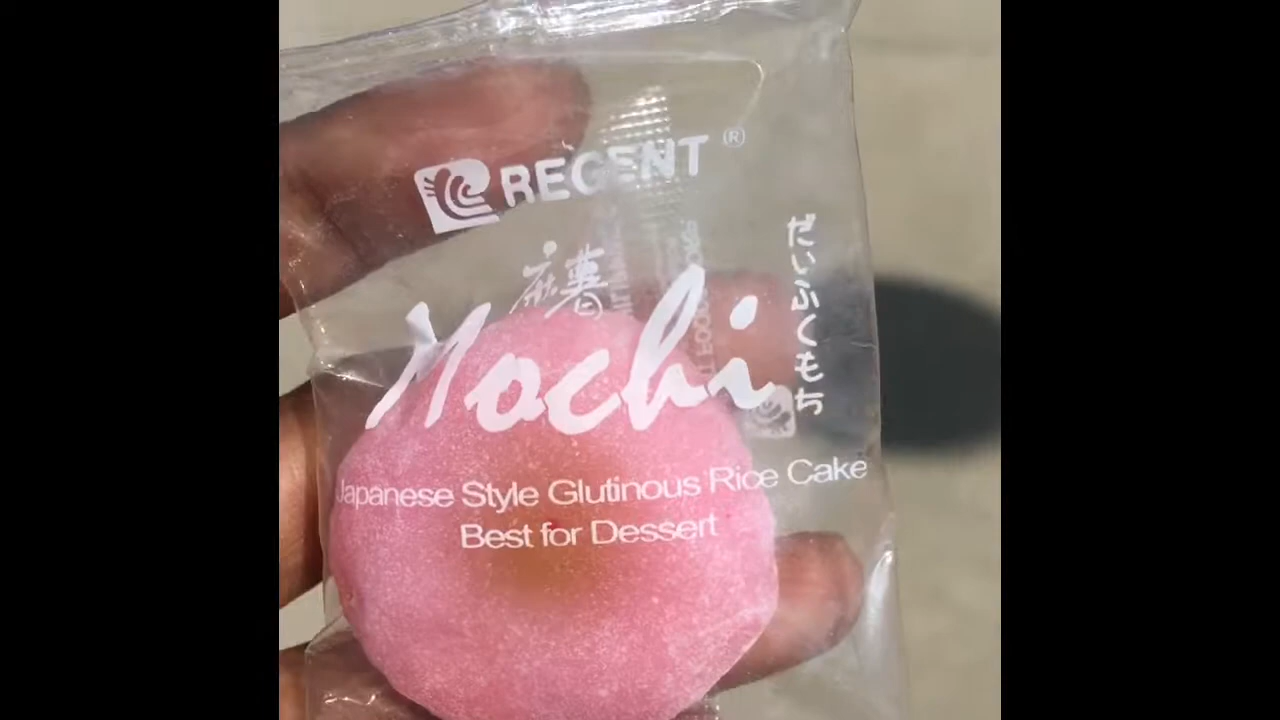 REGENT ®
麻薯
だいふくもち
Mochi
Japanese Style Glutinous Rice Cake
Best for Dessert